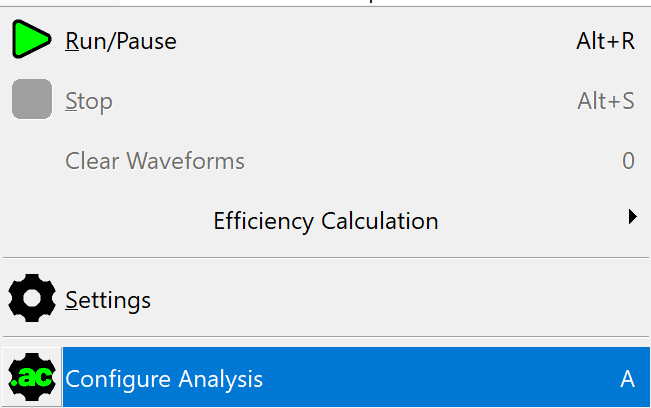 Run/Pause Alt+R
Stop Alt+S
Clear Waveforms 0
Efficiency Calculation
Settings
.ac Configure Analysis A